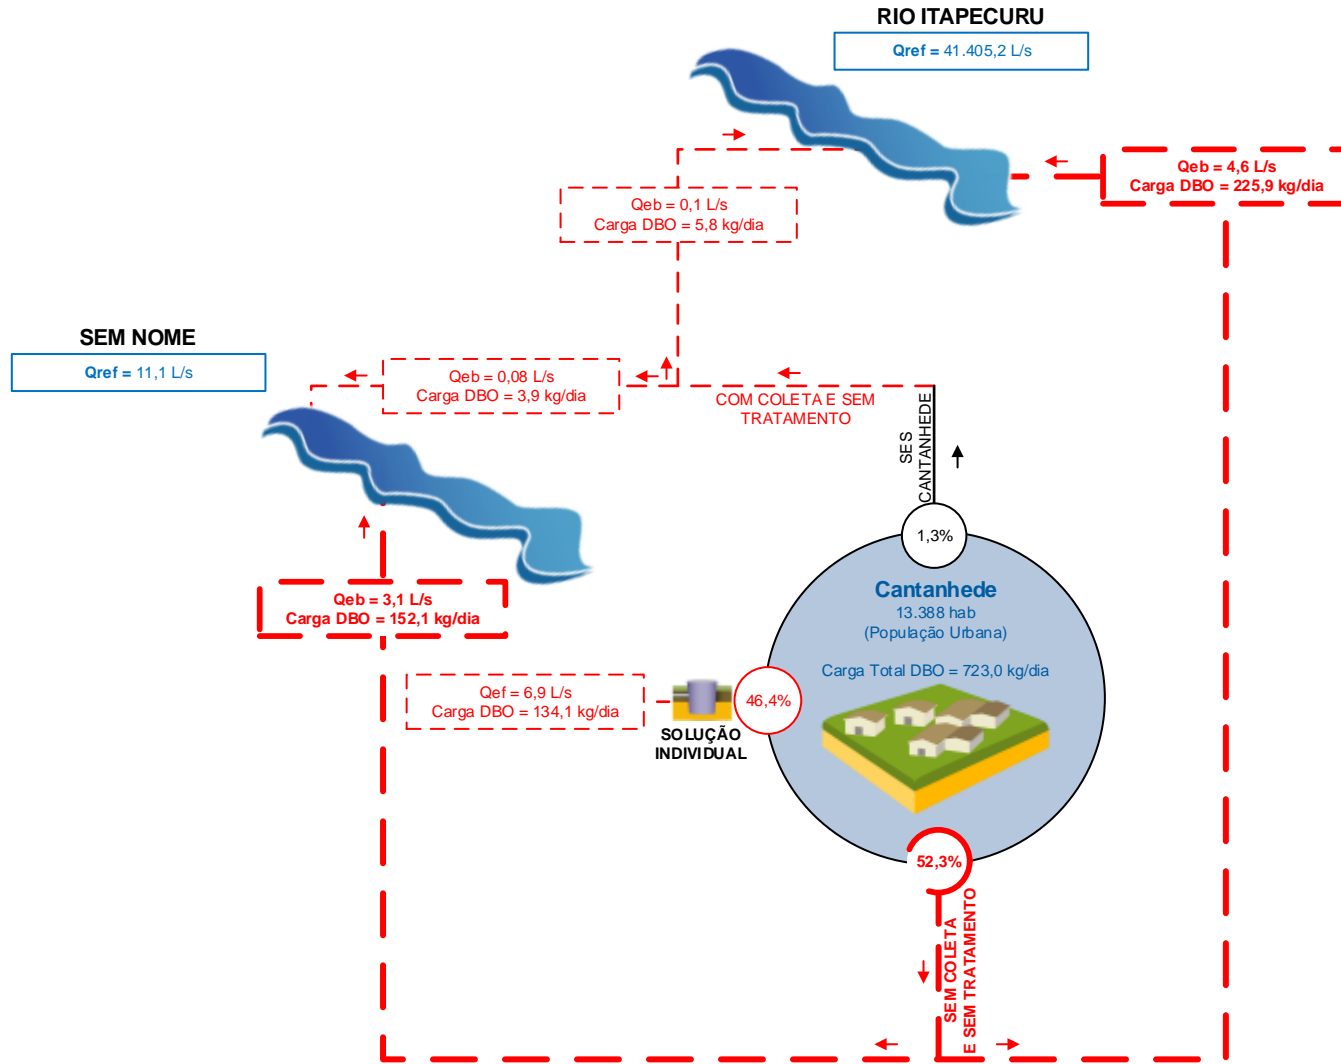 RIO ITAPECURU
Qref = 41.405,2 L/s
Qeb = 4,6 L/s
Carga DBO = 225,9 kg/dia
Qeb = 0,1 L/s
Carga DBO = 5,8 kg/dia
SEM NOME
Qref = 11,1 L/s
Qeb = 0,08 L/s
Carga DBO = 3,9 kg/dia
COM COLETA E SEM
TRATAMENTO
SES
CANTANHEDE
1,3%
Cantanhede
13.388 hab
(População Urbana)
Carga Total DBO = 723,0 kg/dia
Qeb = 3,1 L/s
Carga DBO = 152,1 kg/dia
Qef = 6,9 L/s
Carga DBO = 134,1 kg/dia
46,4%
SOLUÇÃO
INDIVIDUAL
52,3%
SEM COLETA
E SEM TRATAMENTO